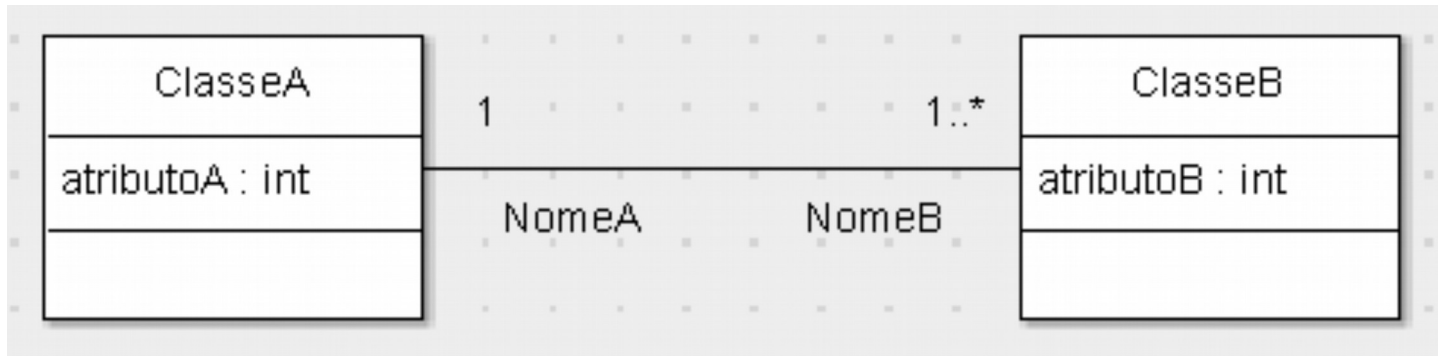 ClasseA
atributoA : int
1
1..*
NomeA
NomeB
ClasseB
atributoB : int